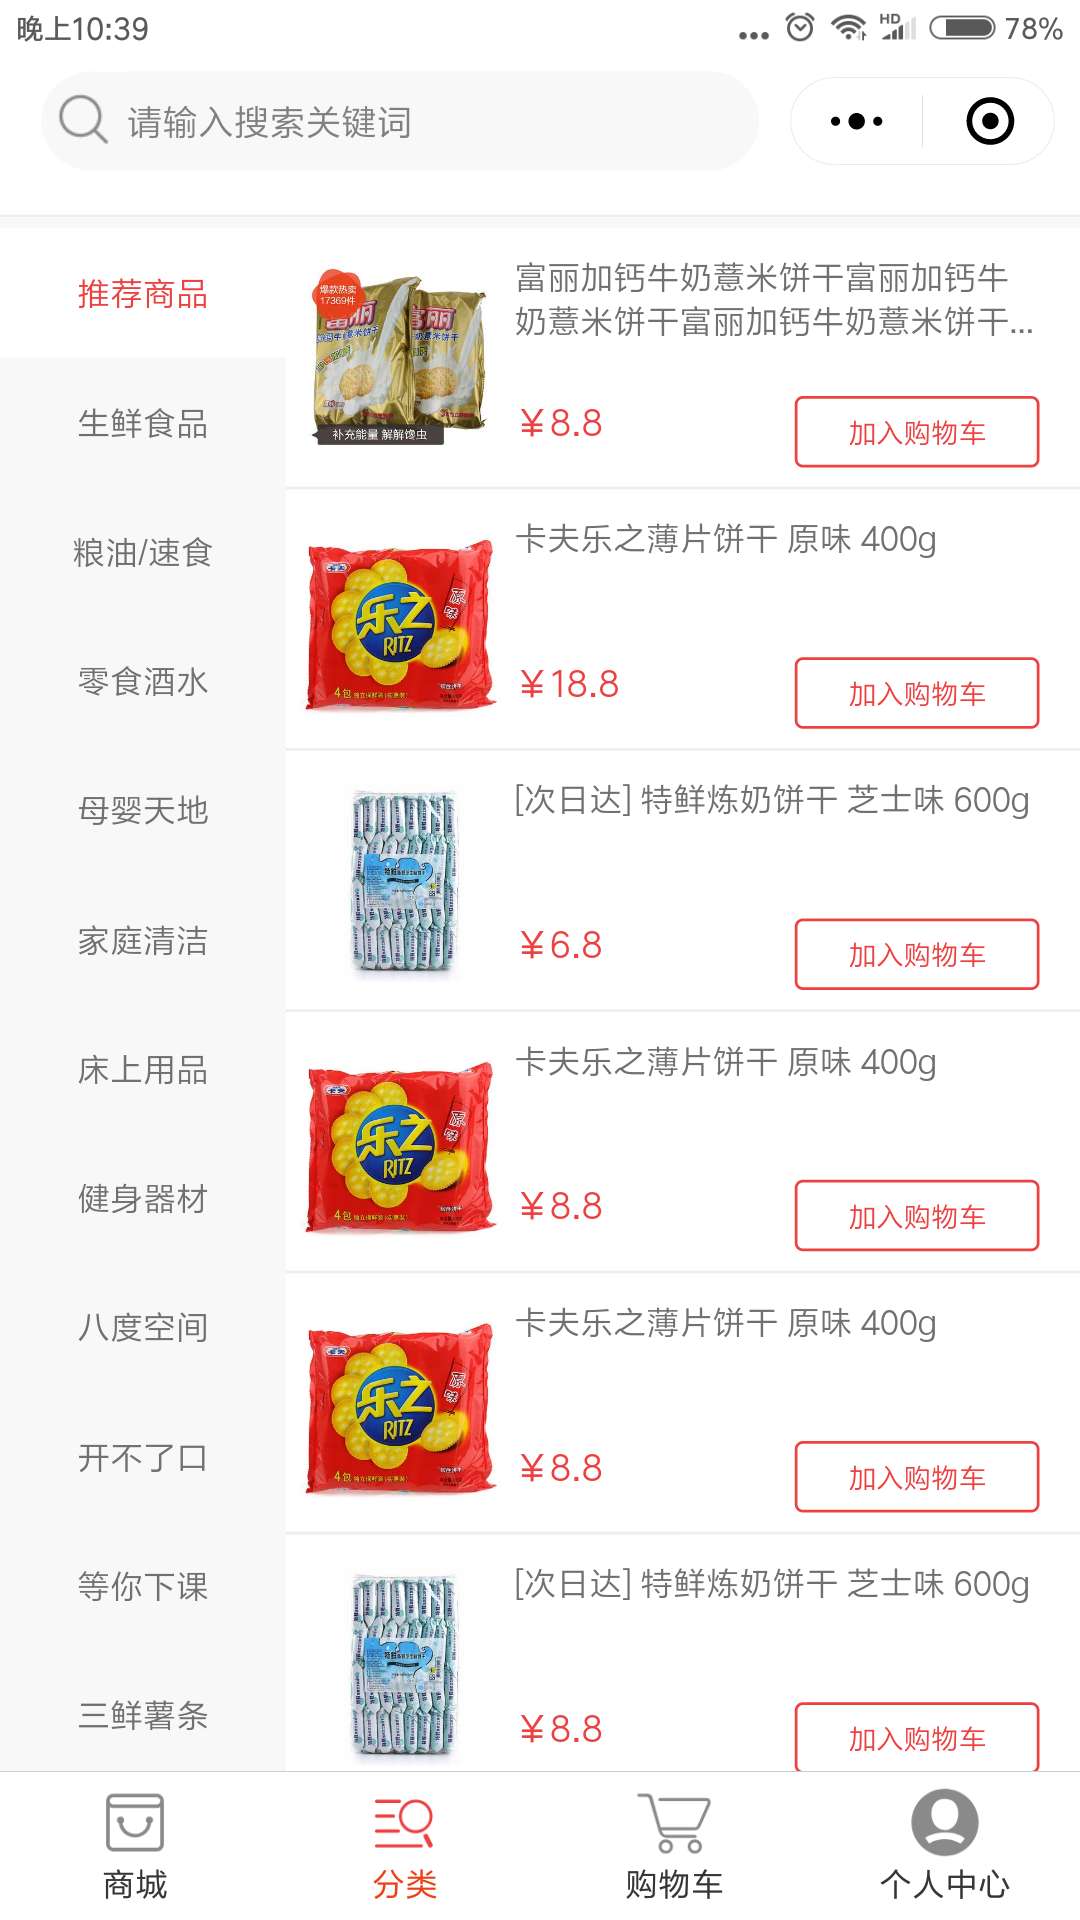 晚上10:39
HD
78%
请输入搜索关键词
推荐商品
生鲜食品
粮油/速食
零食酒水
母婴天地
家庭清洁
床上用品
健身器材
八度空间
开不了口
等你下课
三鲜薯条
爆款热卖
17369件
富丽
富丽
补充能量 解解馋虫
富丽加钙牛奶薏米饼干富丽加钙牛
奶薏米饼干富丽加钙牛奶薏米饼干...
￥8.8
加入购物车
乐之
RITZ
原味
4包
卡夫乐之薄片饼干 原味 400g
￥18.8
加入购物车
[次日达] 特鲜炼奶饼干 芝士味 600g
￥6.8
加入购物车
乐之
RITZ
原味
4包
卡夫乐之薄片饼干 原味 400g
￥8.8
加入购物车
乐之
RITZ
原味
4包
卡夫乐之薄片饼干 原味 400g
￥8.8
加入购物车
[次日达] 特鲜炼奶饼干 芝士味 600g
￥8.8
加入购物车
商城
分类
购物车
个人中心